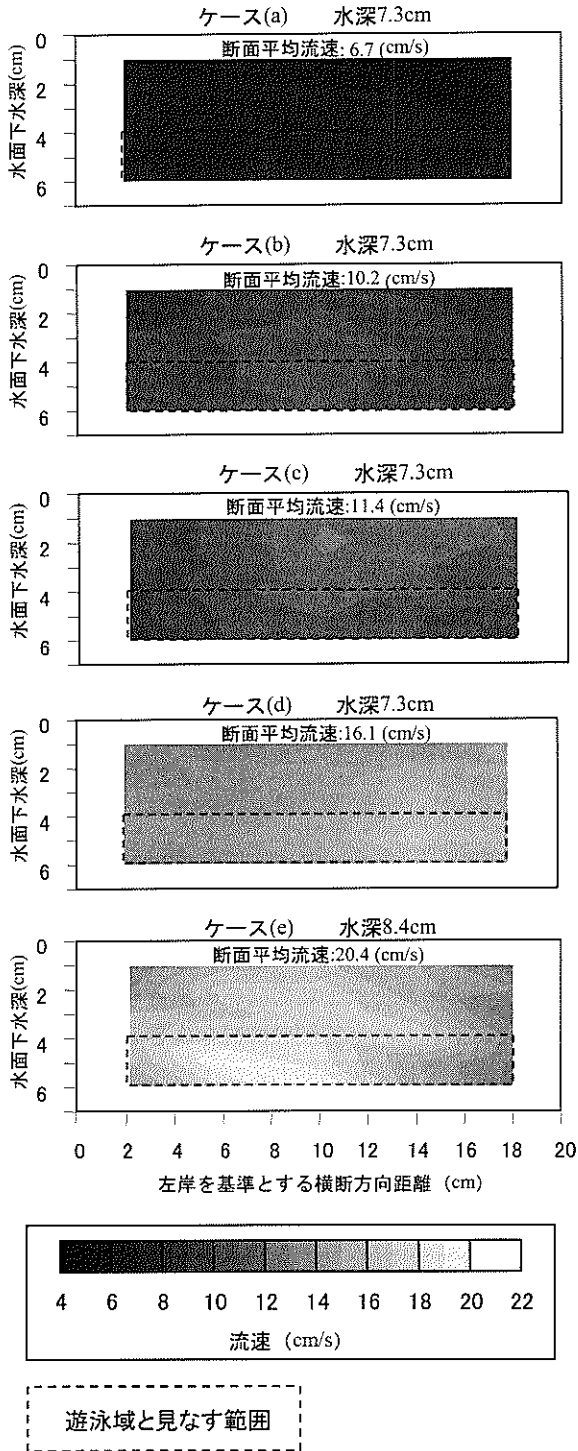 ケース(a) 水深7.3cm
断面平均流速: 6.7 (cm/s)
水面下水深(cm)
0
2
4
6
ケース(b) 水深7.3cm
断面平均流速:10.2 (cm/s)
水面下水深(cm)
0
2
4
6
ケース(c) 水深7.3cm
断面平均流速:11.4 (cm/s)
水面下水深(cm)
0
2
4
6
ケース(d) 水深7.3cm
断面平均流速:16.1 (cm/s)
水面下水深(cm)
0
2
4
6
ケース(e) 水深8.4cm
断面平均流速:20.4 (cm/s)
水面下水深(cm)
0
2
4
6
0 2 4 6 8 10 12 14 16 18 20
左岸を基準とする横断方向距離 (cm)
4 6 8 10 12 14 16 18 20 22
流速 (cm/s)
遊泳域と見なす範囲